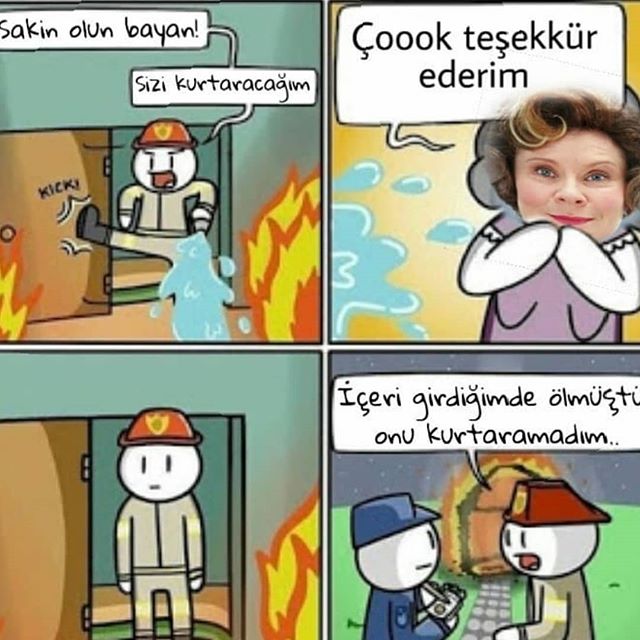 Sakin olun bayan!
Sizi kurtaracağım
KICK!
Çoook teşekkür
ederim
İçeri girdiğimde ölmüştü
onu kurtaramadım..